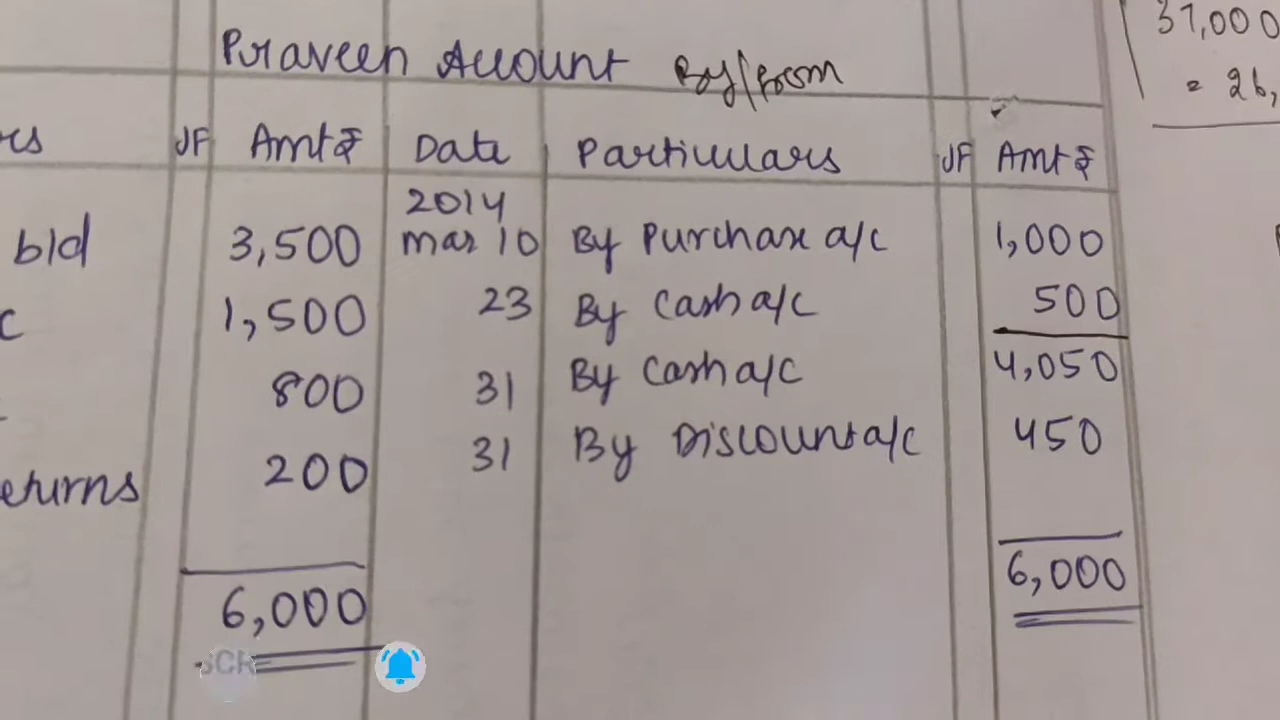 37,000
= 26,
Praveen Account By/From
rs JF Amt₹ Date Particulars JF Amt₹
2014
b/d 3,500 mar 10 By Purchase a/c 1,000
c 1,500 23 By Cash a/c 500
800 31 By Cash a/c 4,050
200 31 By Discount a/c 450
eturns
6,000 6,000
SCR